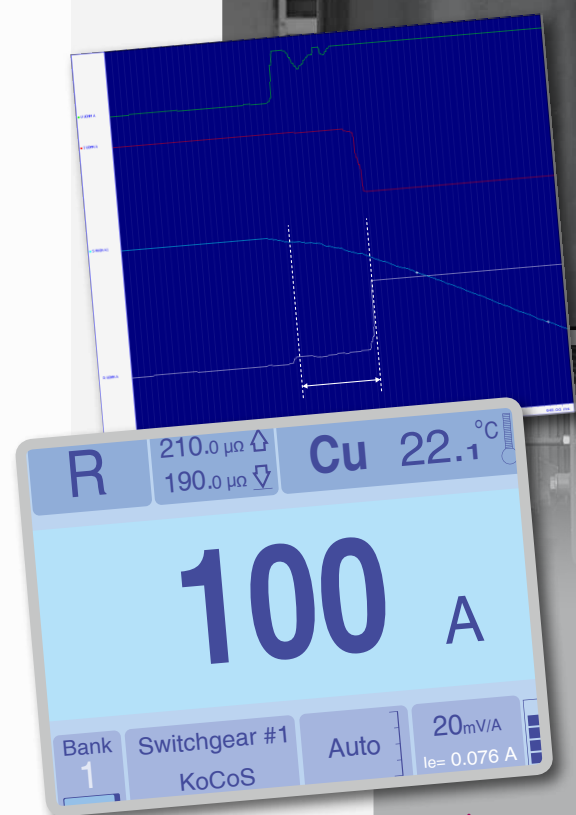 R
210.0 µΩ
190.0 µΩ
Cu 22.1 °C
100 A
Bank
1
Switchgear #1
KoCoS
Auto
20mV/A
Ie= 0.076 A